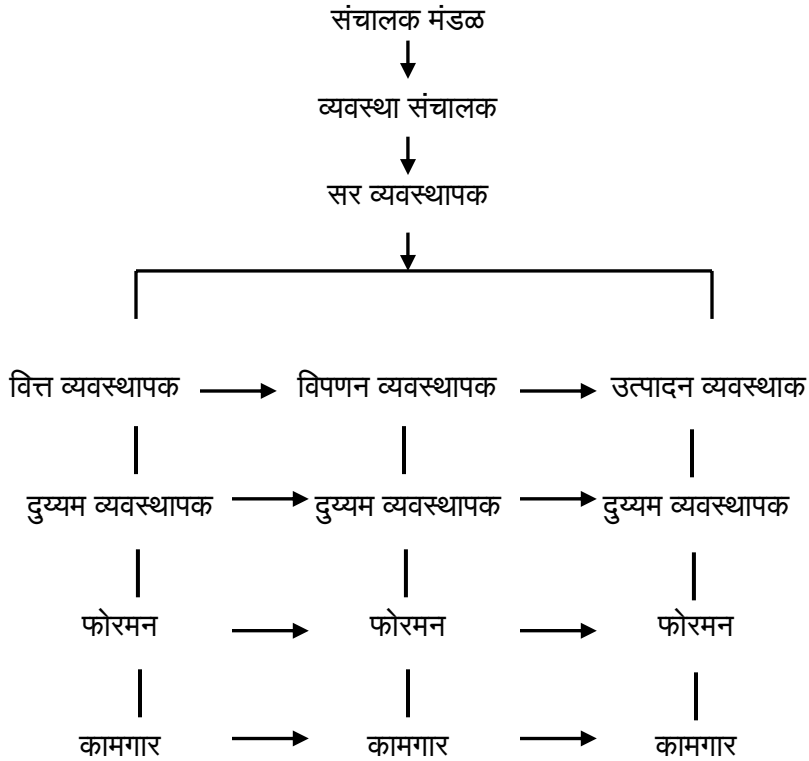 संचालक मंडळ
व्यवस्था संचालक
सर व्यवस्थापक
वित्त व्यवस्थापक विपणन व्यवस्थापक उत्पादन व्यवस्थाक
दुय्यम व्यवस्थापक दुय्यम व्यवस्थापक दुय्यम व्यवस्थापक
फोरमन फोरमन फोरमन
कामगार कामगार कामगार